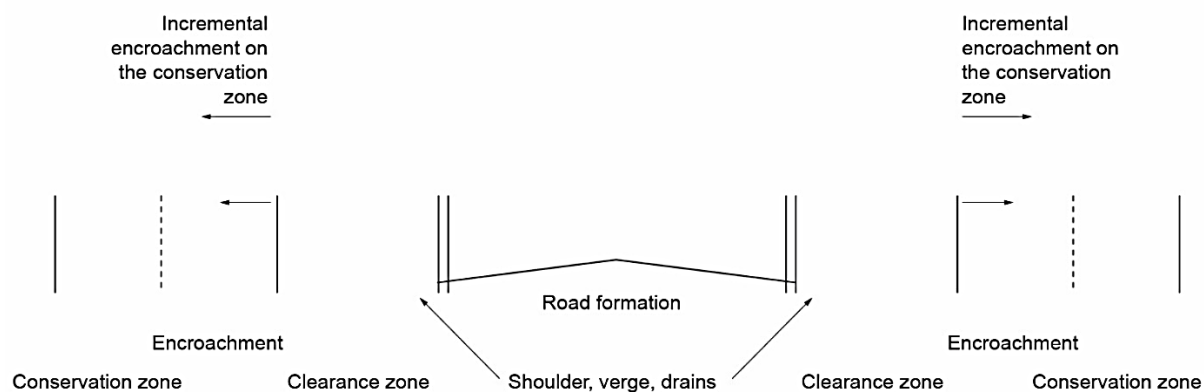 Incremental
encroachment on
the conservation
zone
Incremental
encroachment on
the conservation
zone
Road formation
Encroachment
Encroachment
Conservation zone
Clearance zone
Shoulder, verge, drains
Clearance zone
Conservation zone